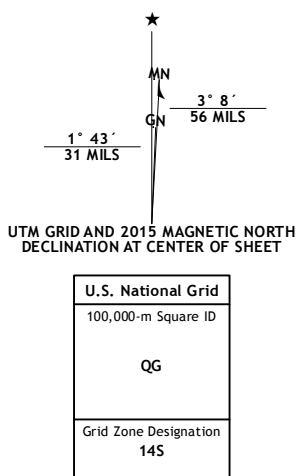 ★
MN
GN
3° 8´
56 MILS
1° 43´
31 MILS
UTM GRID AND 2015 MAGNETIC NORTH
DECLINATION AT CENTER OF SHEET
U.S. National Grid
100,000-m Square ID
QG
Grid Zone Designation
14S